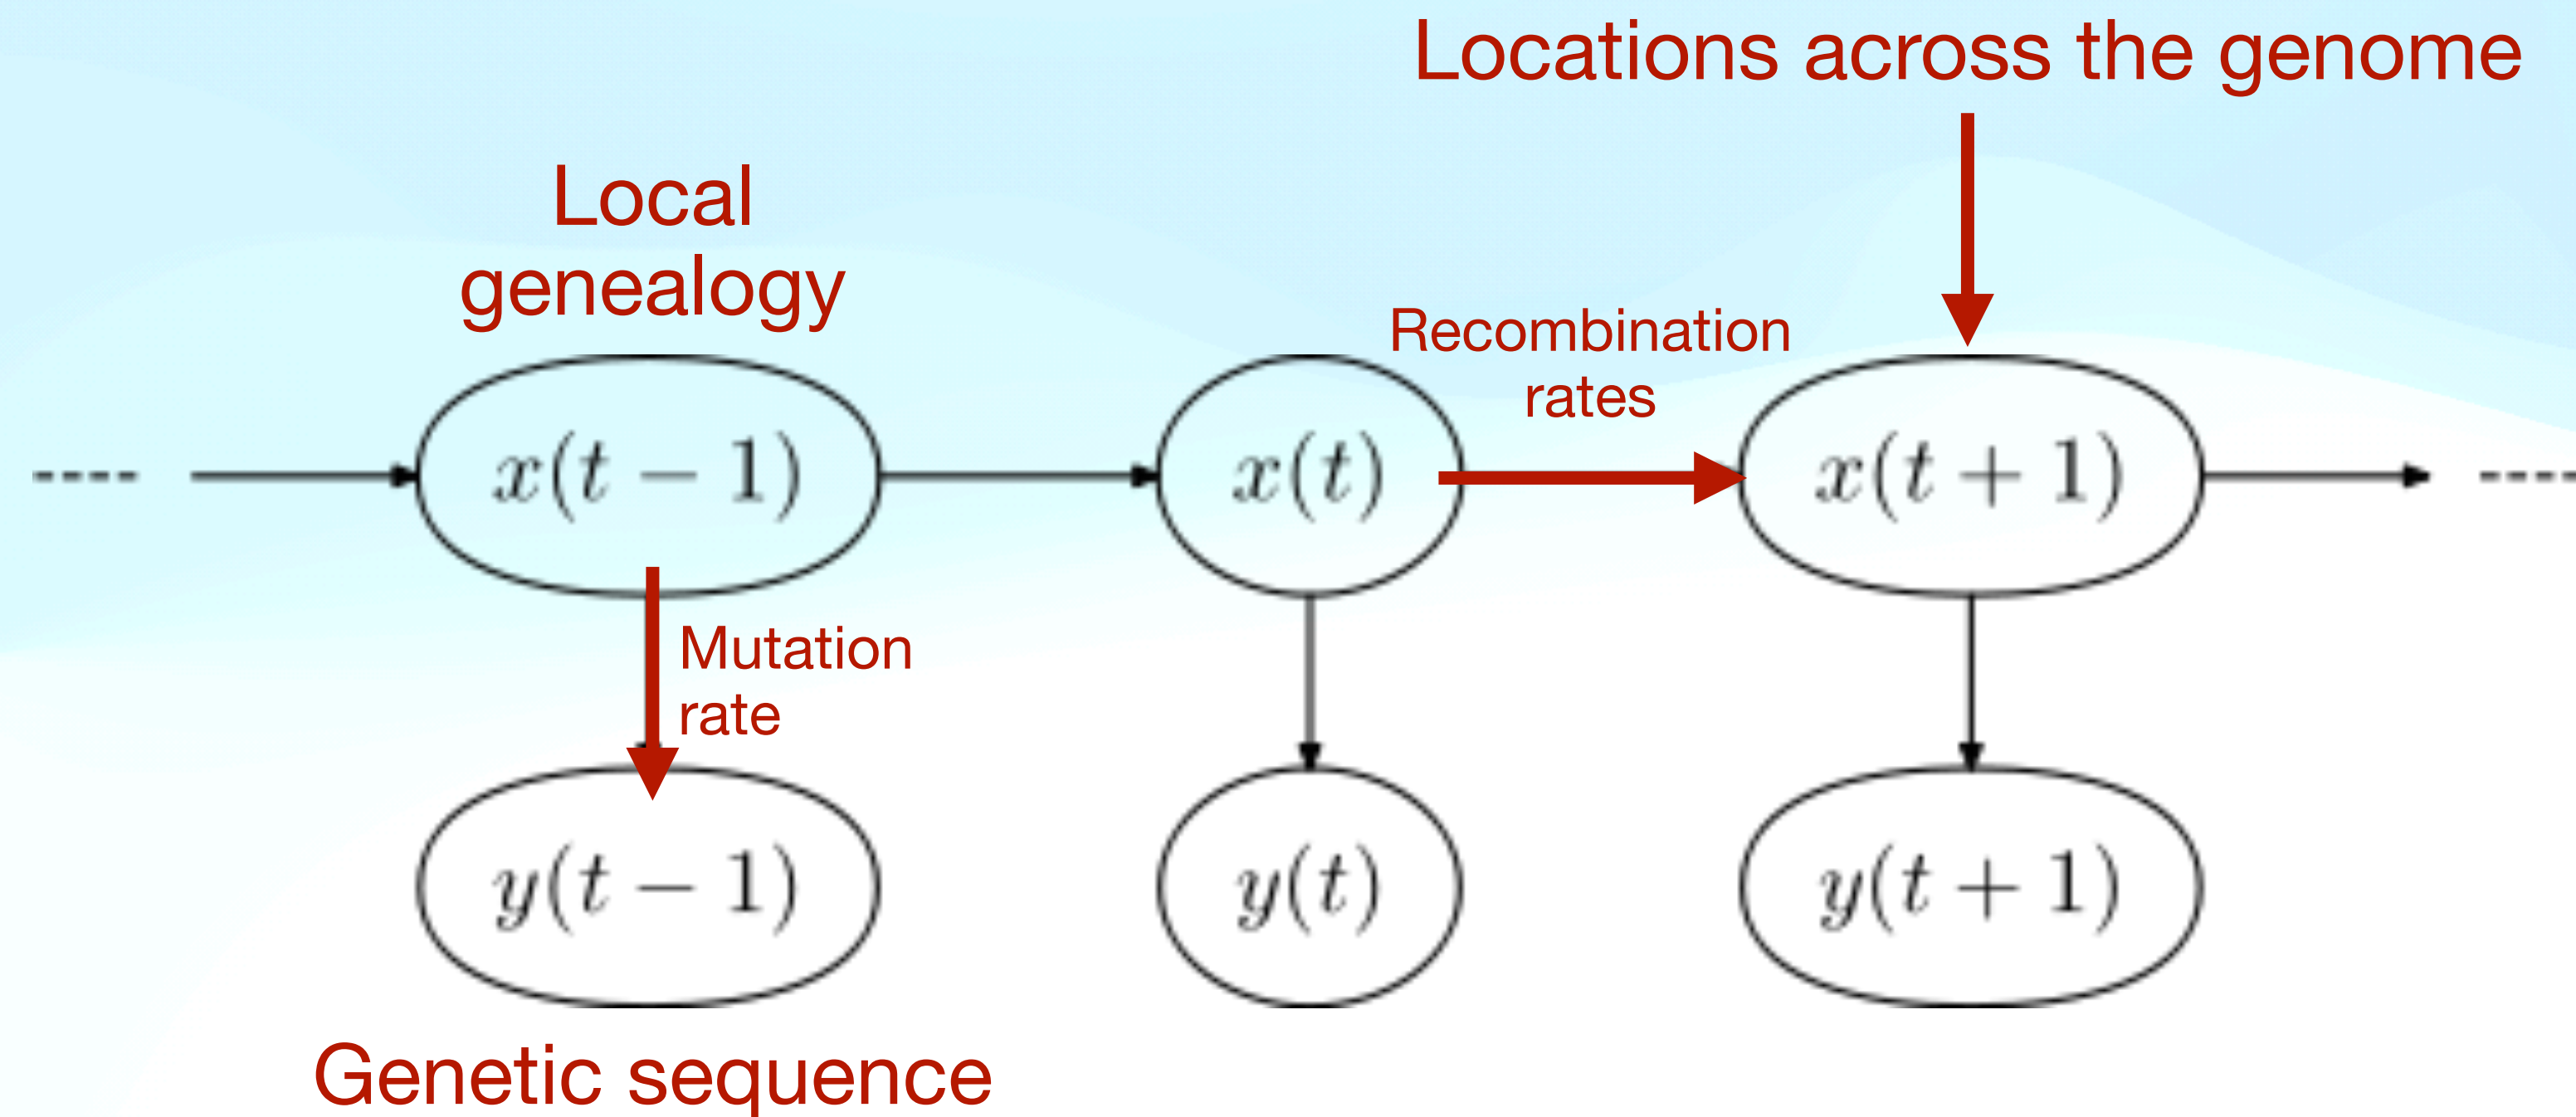 Locations across the genome
Local
genealogy
Recombination
rates
x(t − 1)
x(t)
x(t + 1)
Mutation
rate
y(t − 1)
y(t)
y(t + 1)
Genetic sequence